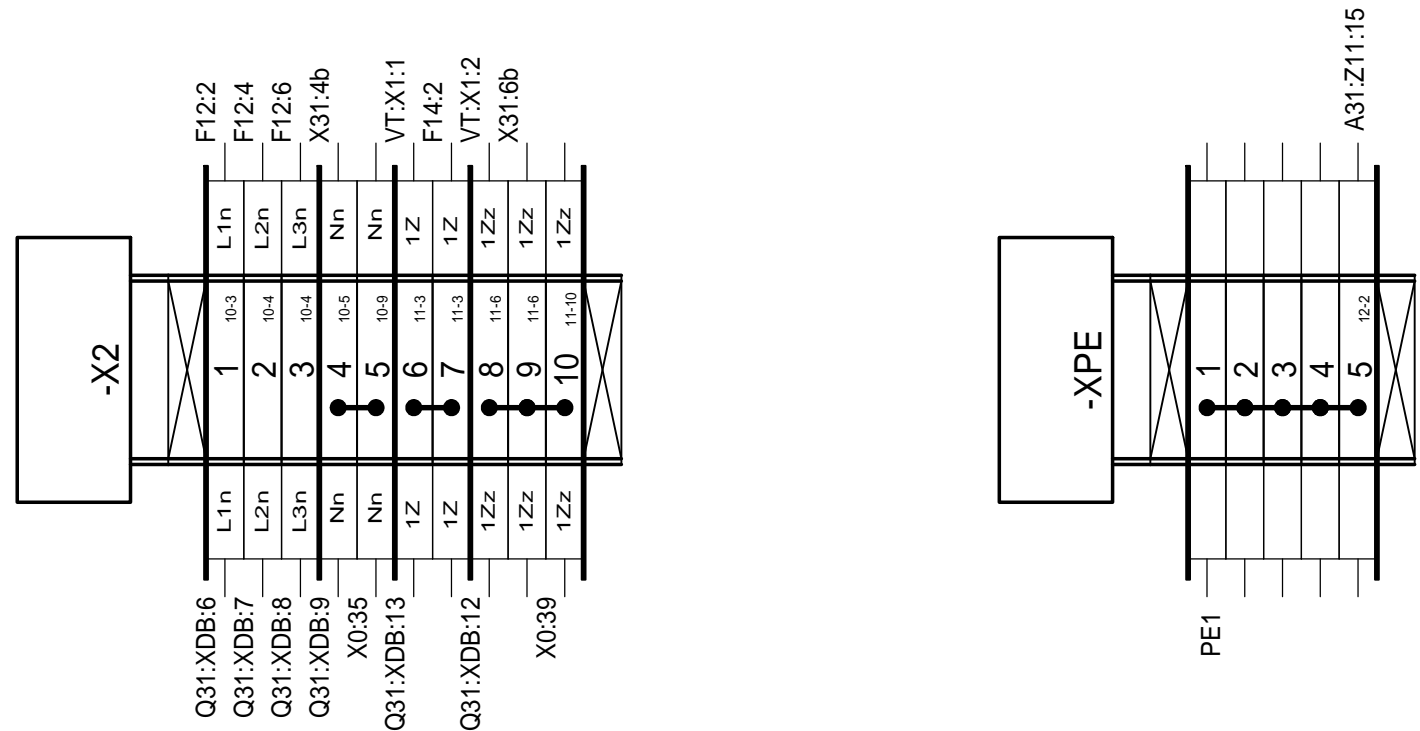 -X2
F12:2
F12:4
F12:6
X31:4b
VT:X1:1
F14:2
VT:X1:2
X31:6b
L1n
L2n
L3n
Nn
Nn
1Z
1Z
1Zz
1Zz
1Zz
10-3
10-4
10-4
10-5
10-9
11-3
11-3
11-6
11-6
11-10
1
2
3
4
5
6
7
8
9
10
L1n
L2n
L3n
Nn
Nn
1Z
1Z
1Zz
1Zz
1Zz
Q31:XDB:6
Q31:XDB:7
Q31:XDB:8
Q31:XDB:9
X0:35
Q31:XDB:13
Q31:XDB:12
X0:39
-XPE
A31:Z11:15
12-2
1
2
3
4
5
PE1